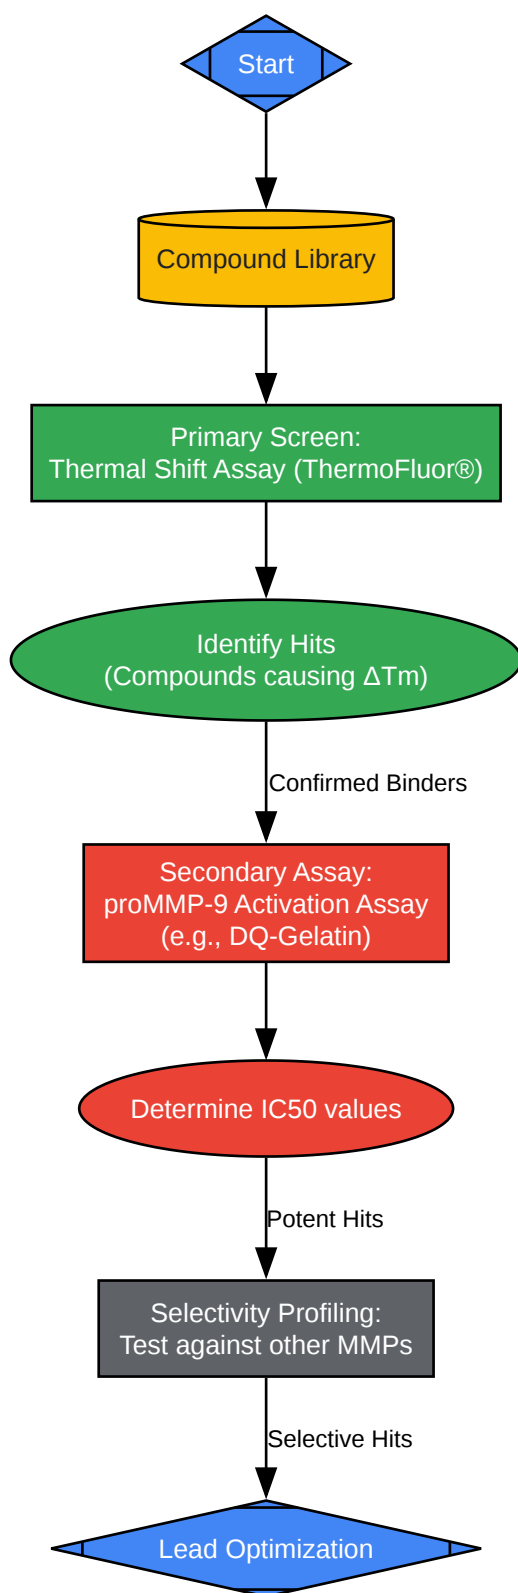 Start
Compound Library
Primary Screen:
Thermal Shift Assay (ThermoFluor®)
Identify Hits
(Compounds causing ΔTm)
Confirmed Binders
Secondary Assay:
proMMP-9 Activation Assay
(e.g., DQ-Gelatin)
Determine IC50 values
Potent Hits
Selectivity Profiling:
Test against other MMPs
Selective Hits
Lead Optimization